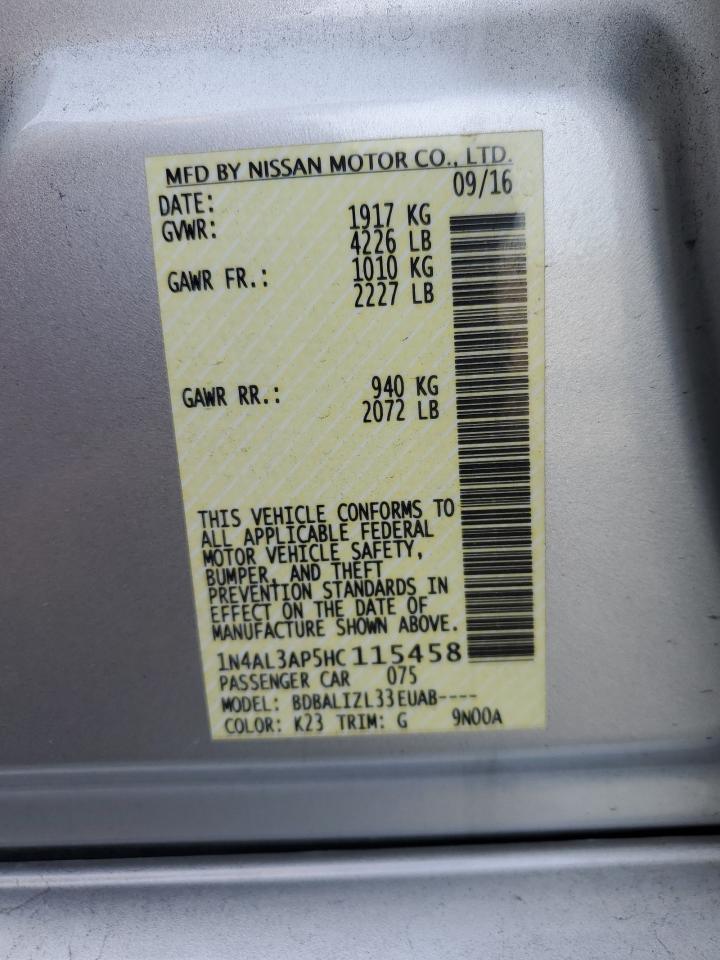 MFD BY NISSAN MOTOR CO., LTD.
DATE: 09/16
GVWR: 1917 KG
4226 LB
GAWR FR.: 1010 KG
2227 LB
GAWR RR.: 940 KG
2072 LB
THIS VEHICLE CONFORMS TO
ALL APPLICABLE FEDERAL
MOTOR VEHICLE SAFETY,
BUMPER, AND THEFT
PREVENTION STANDARDS IN
EFFECT ON THE DATE OF
MANUFACTURE SHOWN ABOVE.
1N4AL3AP5HC115458
PASSENGER CAR 075
MODEL: BDBALIZL33EUAB----
COLOR: K23 TRIM: G 9N00A